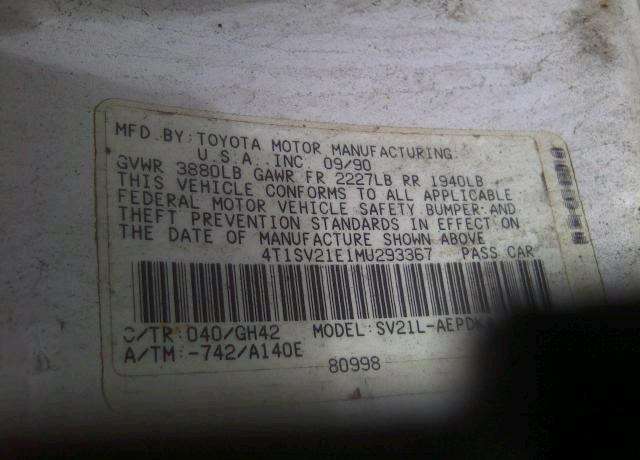 MFD.BY:TOYOTA MOTOR MANUFACTURING
U.S.A. INC. 09/90
GVWR 3880LB GAWR FR 2227LB RR 1940LB
THIS VEHICLE CONFORMS TO ALL APPLICABLE
FEDERAL MOTOR VEHICLE SAFETY BUMPER AND
THEFT PREVENTION STANDARDS IN EFFECT ON
THE DATE OF MANUFACTURE SHOWN ABOVE
4T1SV21E1MU293367 PASS CAR
C/TR:040/GH42 MODEL:SV21L-AEPD
A/TM:-742/A140E
80998